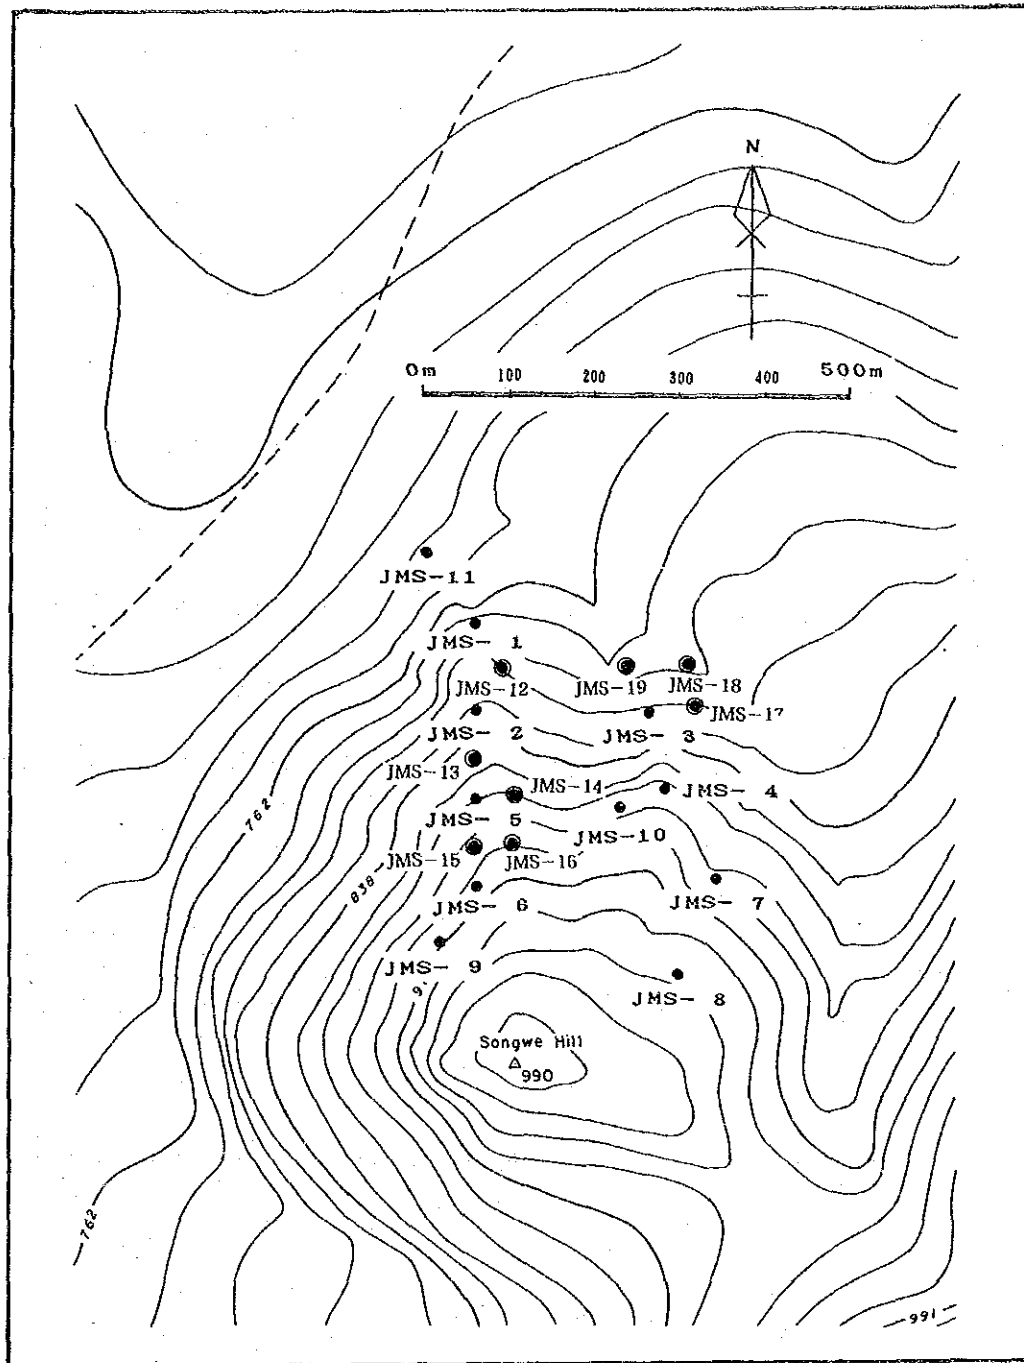 N
0m 100 200 300 400 500m
JMS-11
JMS- 1
JMS-12
JMS-19
JMS-18
JMS-17
JMS- 2
JMS- 3
JMS-13
JMS-14
JMS- 4
JMS- 5
JMS-10
762
JMS-15
JMS-16
838
JMS- 6
JMS- 7
JMS- 9
JMS- 8
Songwe Hill
990
762
991